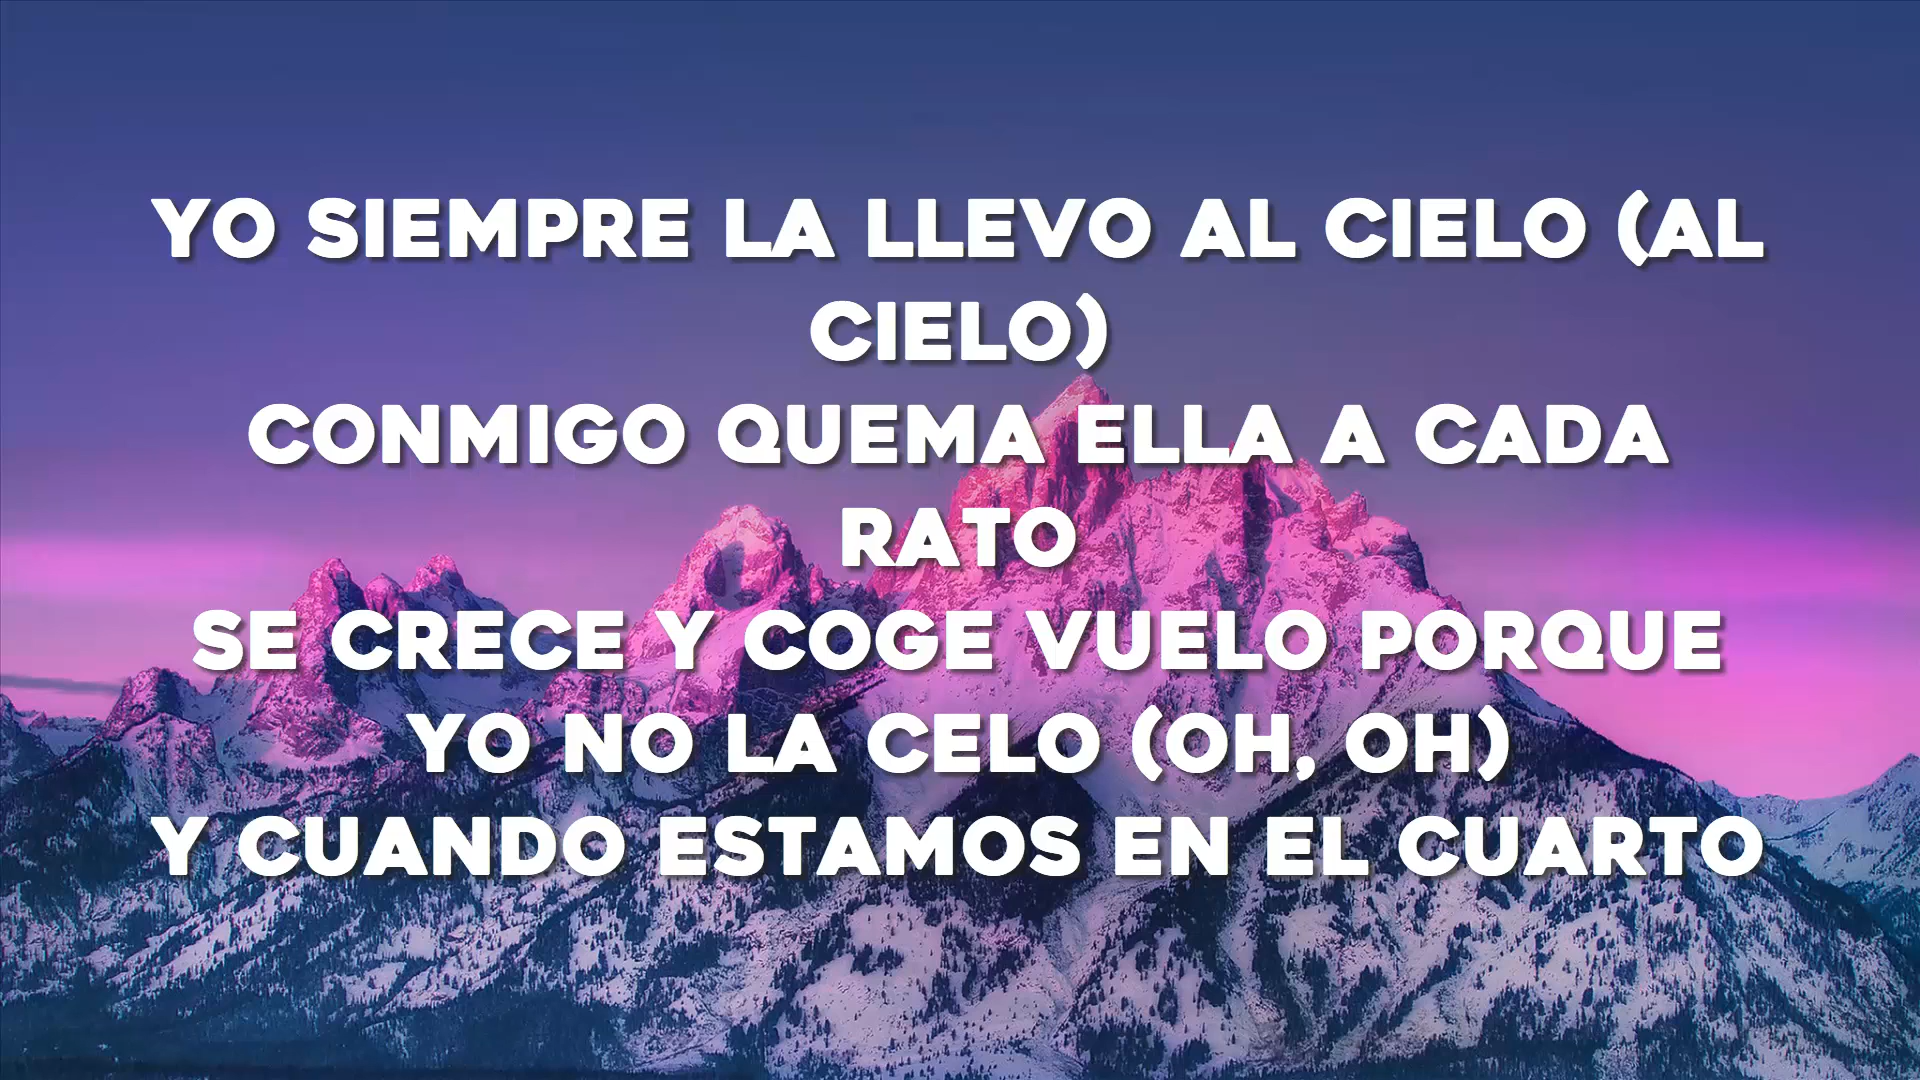 YO SIEMPRE LA LLEVO AL CIELO (AL
CIELO)
CONMIGO QUEMA ELLA A CADA
RATO
SE CRECE Y COGE VUELO PORQUE
YO NO LA CELO (OH, OH)
Y CUANDO ESTAMOS EN EL CUARTO